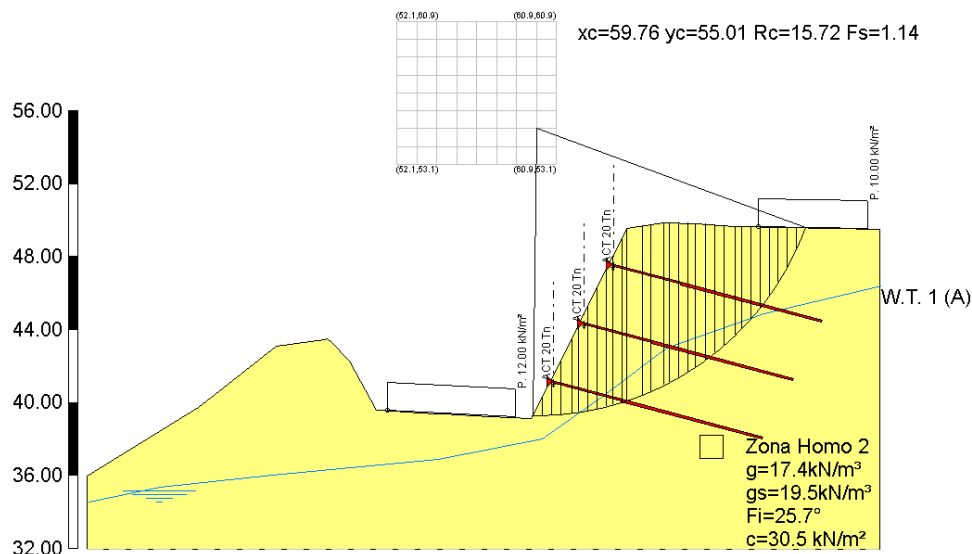 (52.1,60.9) (60.9,60.9)
xc=59.76 yc=55.01 Rc=15.72 Fs=1.14
56.00
(52.1,53.1) (60.9,53.1)
P. 10.00 kN/m²
52.00
48.00
ACT 20 Tn
ACT 20 Tn
ACT 20 Tn
W.T. 1 (A)
44.00
P. 12.00 kN/m²
40.00
36.00
32.00
Zona Homo 2
g=17.4kN/m³
gs=19.5kN/m³
Fi=25.7°
c=30.5 kN/m²